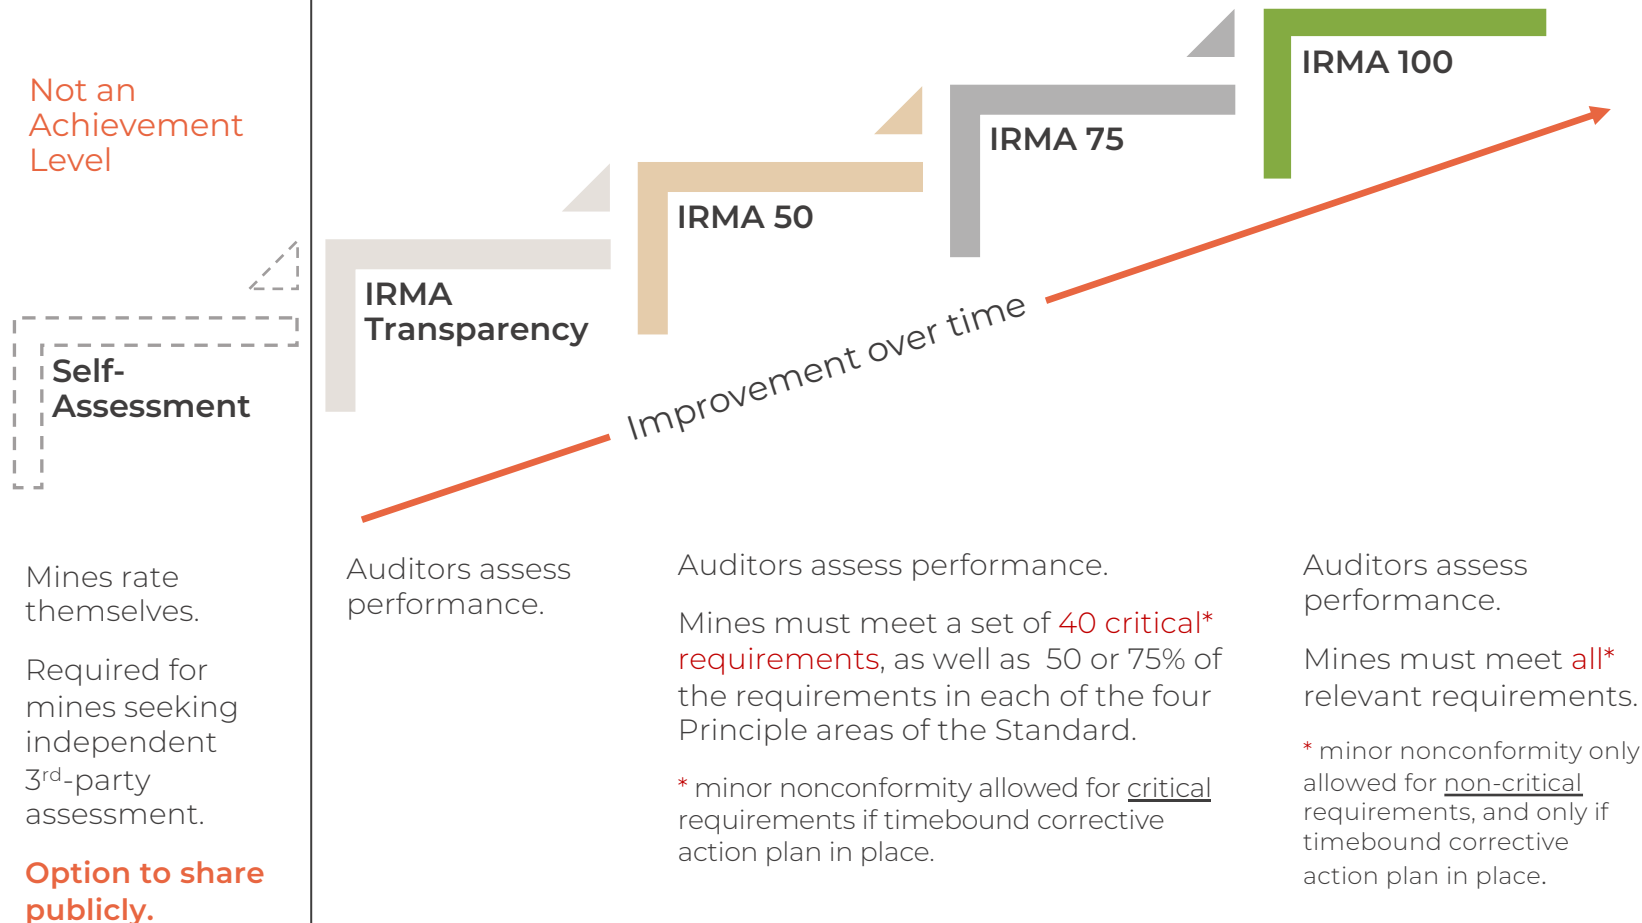 Not an
Achievement
Level
Self-
Assessment
Mines rate
themselves.
Required for
mines seeking
independent
3rd-party
assessment.
Option to share
publicly.
IRMA
Transparency
IRMA 50
IRMA 75
IRMA 100
Improvement over time
Auditors assess
performance.
Auditors assess performance.
Mines must meet a set of 40 critical*
requirements, as well as 50 or 75% of
the requirements in each of the four
Principle areas of the Standard.
* minor nonconformity allowed for critical
requirements if timebound corrective
action plan in place.
Auditors assess
performance.
Mines must meet all*
relevant requirements.
* minor nonconformity only
allowed for non-critical
requirements, and only if
timebound corrective
action plan in place.